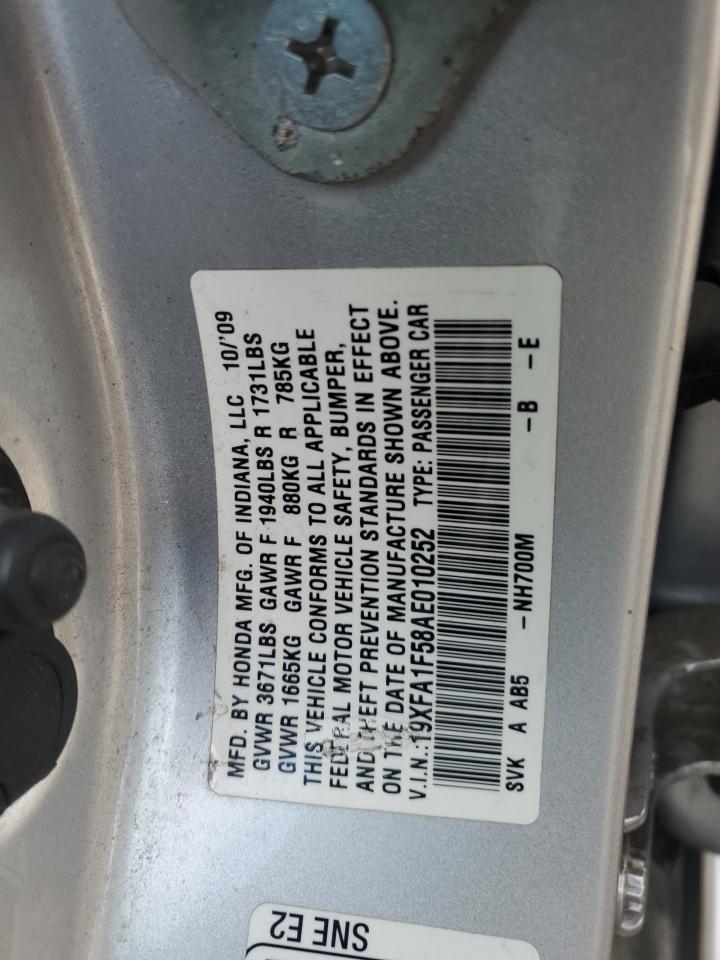 MFD. BY HONDA MFG. OF INDIANA, LLC 10/'09
GVWR 3671LBS GAWR F 1940LBS R 1731LBS
GVWR 1665KG GAWR F 880KG R 785KG
THIS VEHICLE CONFORMS TO ALL APPLICABLE
FEDERAL MOTOR VEHICLE SAFETY, BUMPER,
AND THEFT PREVENTION STANDARDS IN EFFECT
ON THE DATE OF MANUFACTURE SHOWN ABOVE.
V.I.N.: 19XFA1F58AE010252 TYPE: PASSENGER CAR
SVK A AB5 -NH700M -B -E
SNE E2